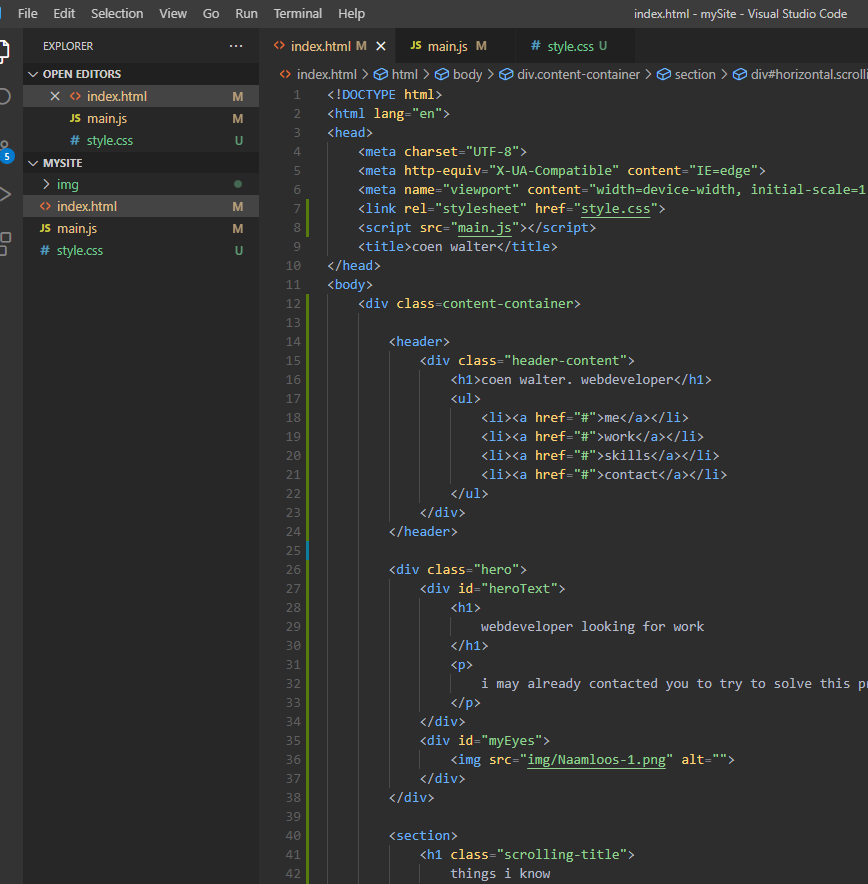 File Edit Selection View Go Run Terminal Help index.html - mySite - Visual Studio Code
EXPLORER ...
index.html M main.js M style.css U
OPEN EDITORS
index.html > html > body > div.content-container > section > div#horizontal.scrolli
index.html M
main.js M
style.css U
5
MYSITE
img
index.html M
main.js M
style.css U
1 <!DOCTYPE html>
2 <html lang="en">
3 <head>
4 <meta charset="UTF-8">
5 <meta http-equiv="X-UA-Compatible" content="IE=edge">
6 <meta name="viewport" content="width=device-width, initial-scale=1
7 <link rel="stylesheet" href="style.css">
8 <script src="main.js"></script>
9 <title>coen walter</title>
10 </head>
11 <body>
12 <div class=content-container>
13
14 <header>
15 <div class="header-content">
16 <h1>coen walter. webdeveloper</h1>
17 <ul>
18 <li><a href="#">me</a></li>
19 <li><a href="#">work</a></li>
20 <li><a href="#">skills</a></li>
21 <li><a href="#">contact</a></li>
22 </ul>
23 </div>
24 </header>
25
26 <div class="hero">
27 <div id="heroText">
28 <h1>
29 webdeveloper looking for work
30 </h1>
31 <p>
32 i may already contacted you to try to solve this pr
33 </p>
34 </div>
35 <div id="myEyes">
36 <img src="img/Naamloos-1.png" alt="">
37 </div>
38 </div>
39
40 <section>
41 <h1 class="scrolling-title">
42 things i know